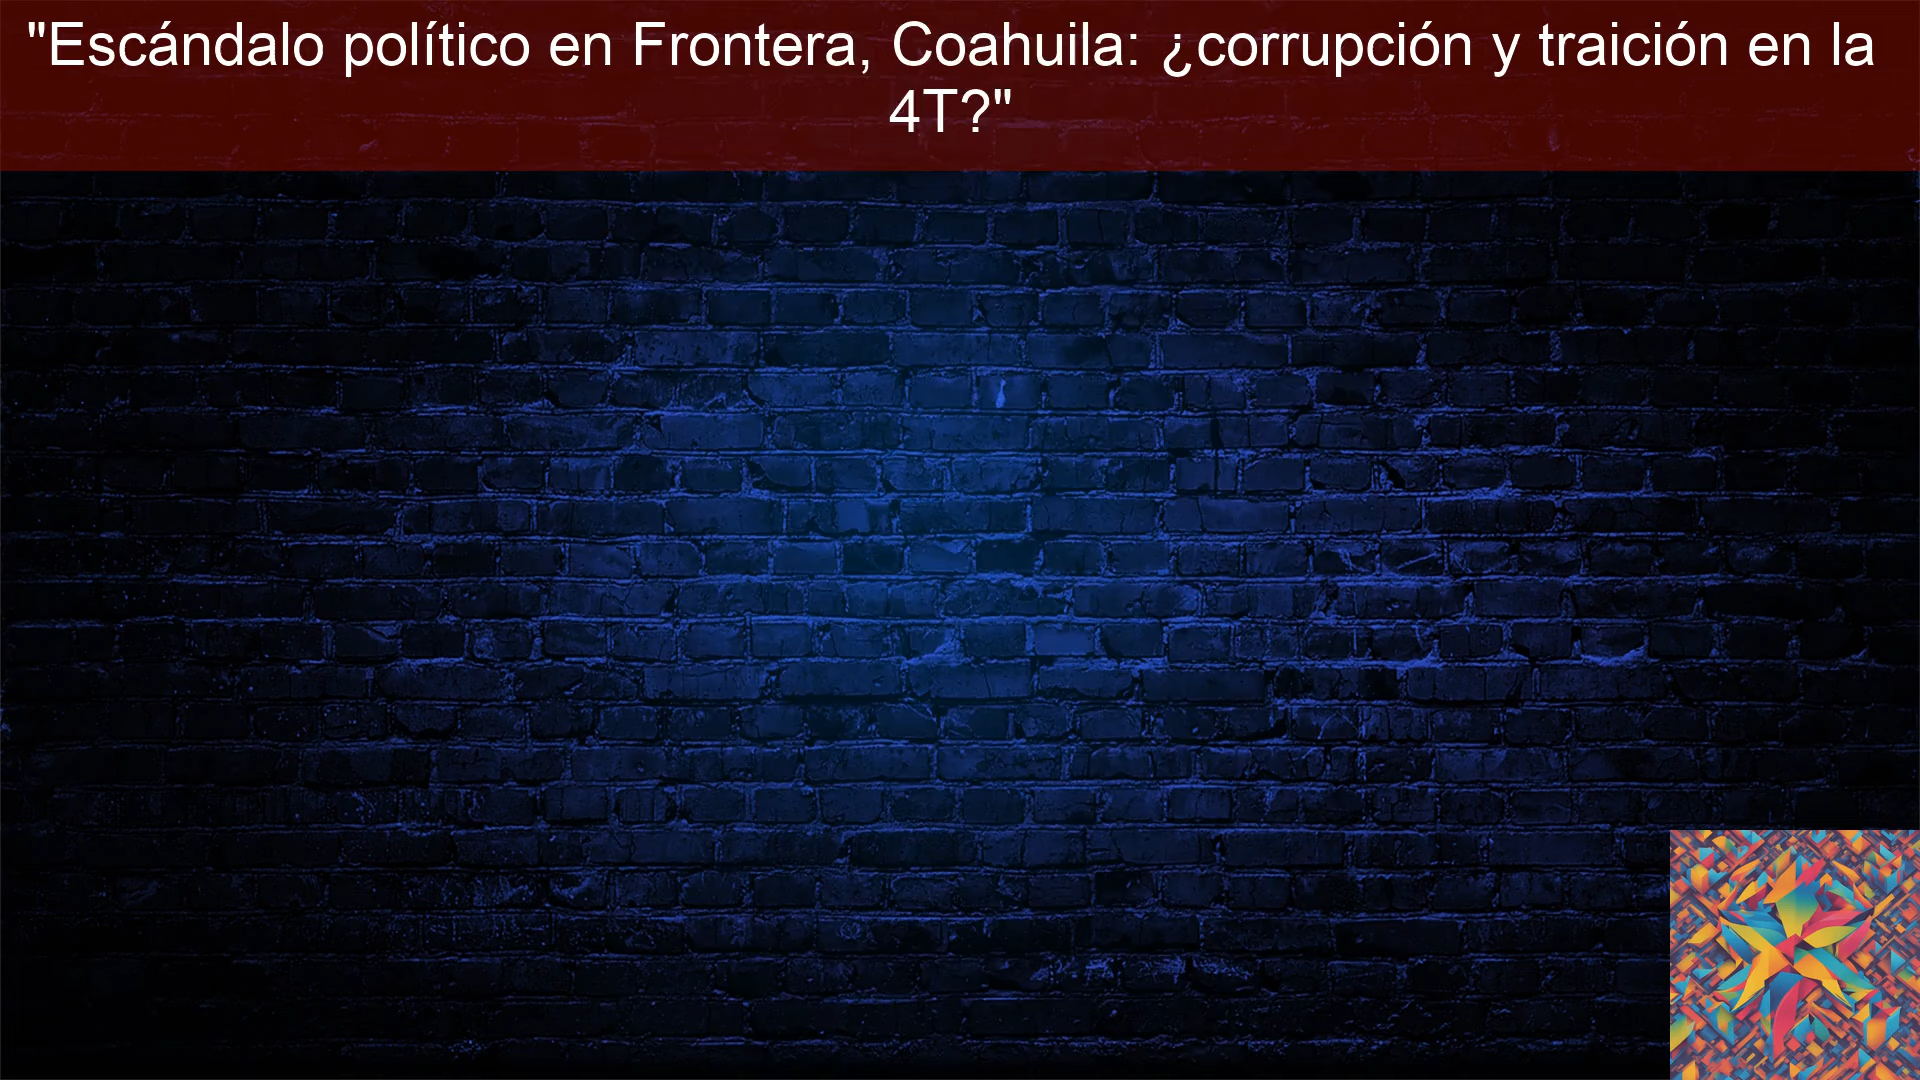 "Escándalo político en Frontera, Coahuila: ¿corrupción y traición en la
4T?"